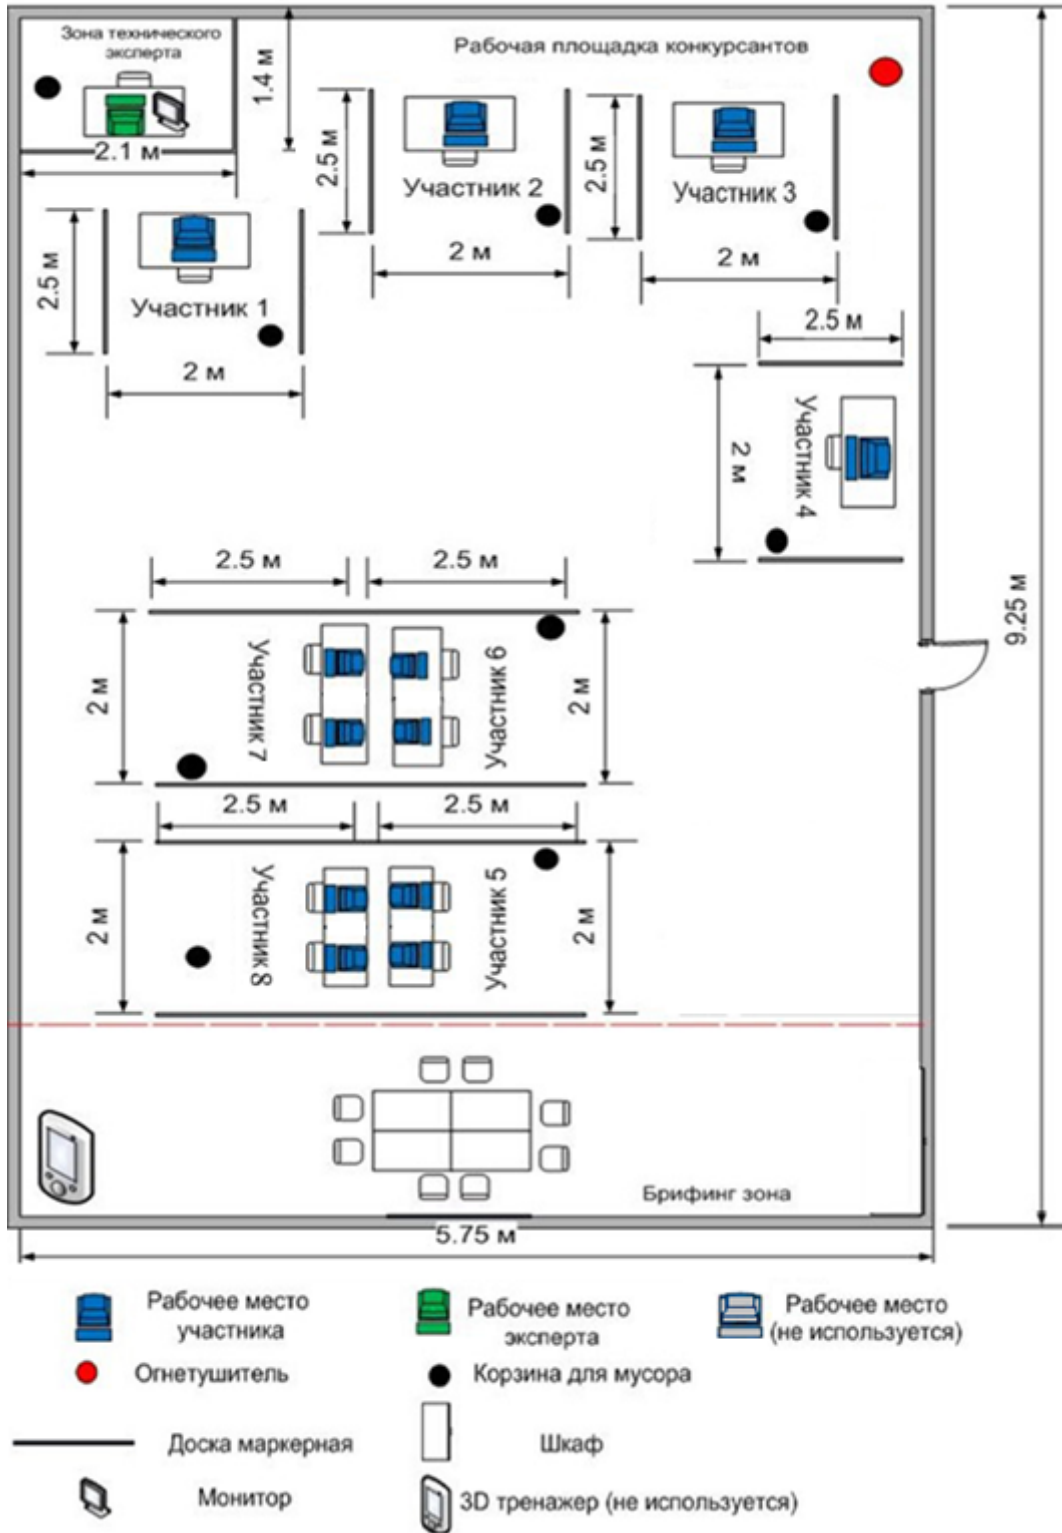 Зона технического
эксперта
Рабочая площадка конкурсантов
1.4 м
2.1 м
2.5 м
Участник 2
2 м
2.5 м
Участник 3
2 м
2.5 м
Участник 1
2 м
2.5 м
Участник 4
2 м
9.25 м
2.5 м
2.5 м
2 м
Участник 7
Участник 6
2 м
2.5 м
2.5 м
2 м
Участник 8
Участник 5
2 м
Брифинг зона
5.75 м
Рабочее место
участника
Рабочее место
эксперта
Рабочее место
(не используется)
Огнетушитель
Корзина для мусора
Доска маркерная
Шкаф
Монитор
3D тренажер (не используется)